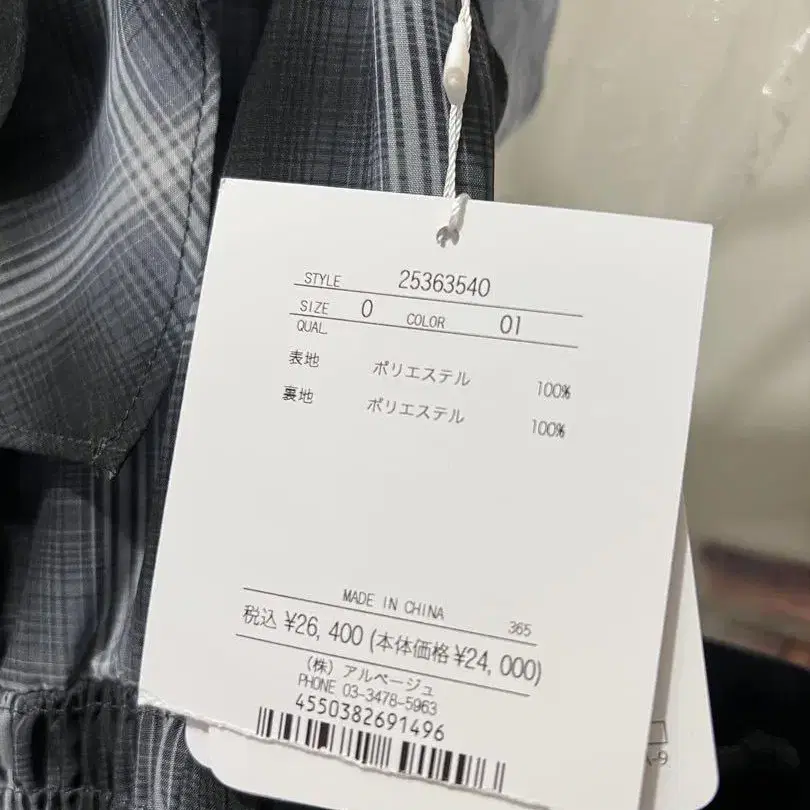 STYLE 25363540
SIZE 0 COLOR 01
QUAL
表地 ポリエステル 100%
裏地 ポリエステル 100%
MADE IN CHINA 365
税込 ¥26,400 (本体価格 ¥24,000)
(株) アルページュ
PHONE 03-3478-5963
4550382691496